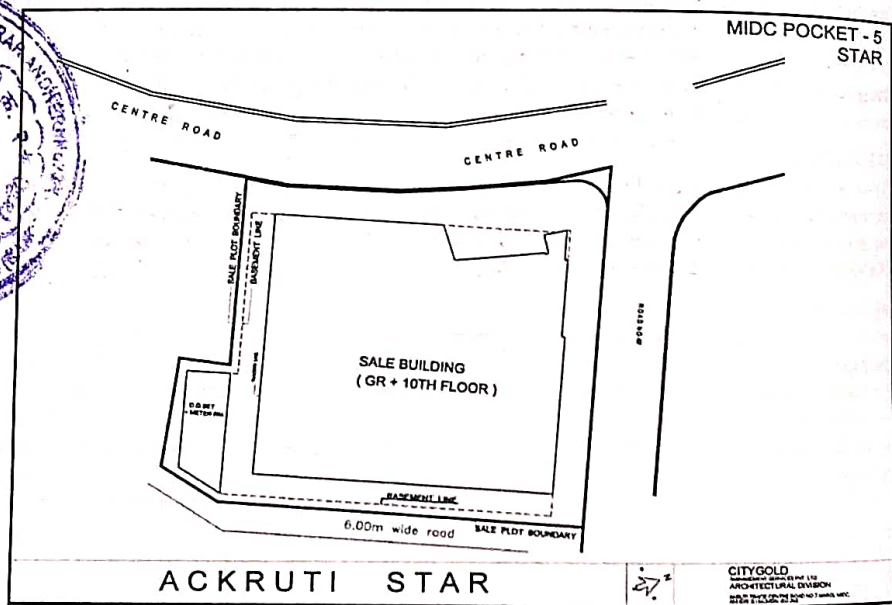 MIDC POCKET - 5
STAR
CENTRE ROAD
CENTRE ROAD
SALE PLOT BOUNDARY
BASEMENT LINE
SALE BUILDING
( GR + 10TH FLOOR )
BASEMENT LINE
6.00m wide road
SALE PLOT BOUNDARY
ACKRUTI STAR
CITYGOLD
ARCHITECTURAL DIVISION